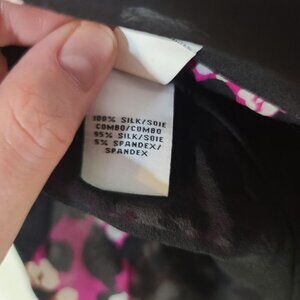 100% SILK/SOIE
COMBO/COMBO
95% SILK/SOIE
5% SPANDEX/
SPANDEX